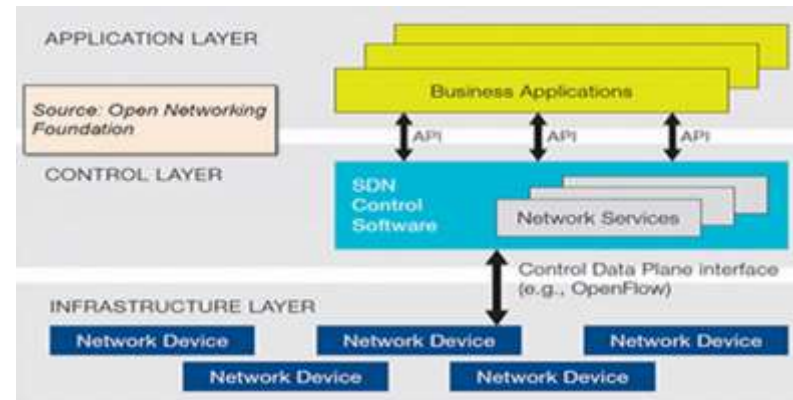 APPLICATION LAYER
Business Applications
Source: Open Networking
Foundation
API
API
API
CONTROL LAYER
SDN
Control
Software
Network Services
Control Data Plane interface
(e.g., OpenFlow)
INFRASTRUCTURE LAYER
Network Device
Network Device
Network Device
Network Device
Network Device